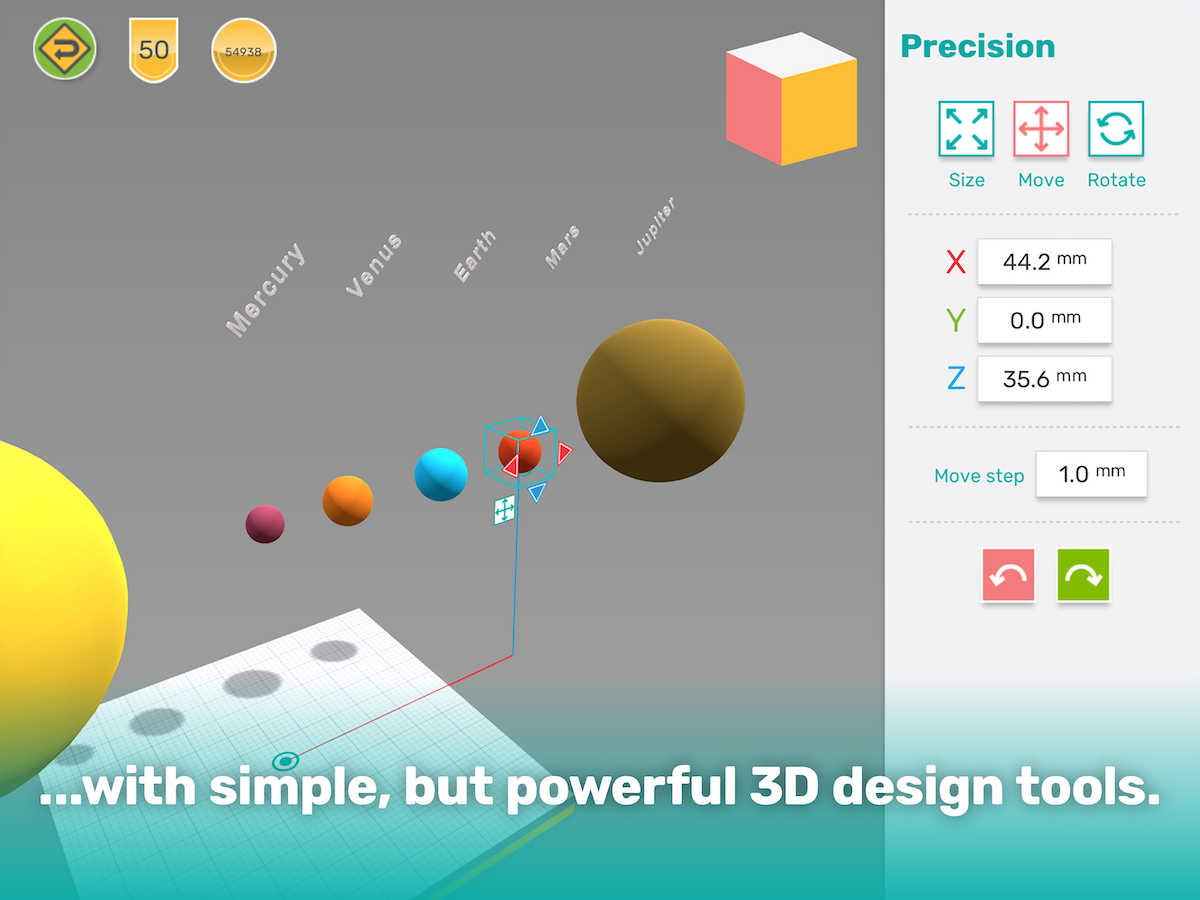 50
54938
Precision
Size
Move
Rotate
Mercury
Venus
Earth
Mars
Jupiter
X 44.2 mm
Y 0.0 mm
Z 35.6 mm
Move step 1.0 mm
...with simple, but powerful 3D design tools.